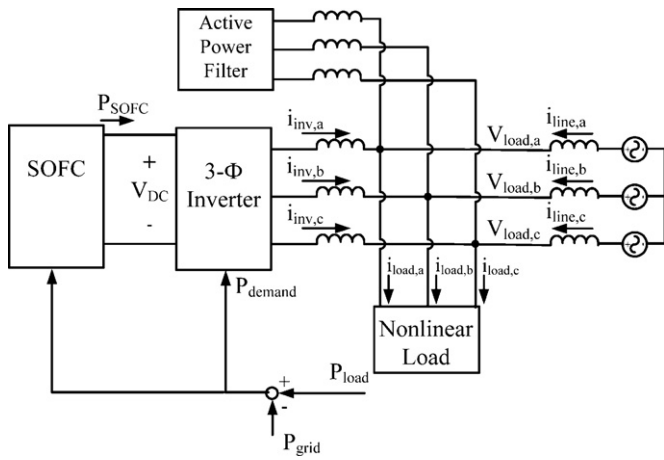 Active
Power
Filter
P_SOFC
SOFC
+
V_DC
-
3-Φ
Inverter
i_inv,a
i_inv,b
i_inv,c
V_load,a
V_load,b
V_load,c
i_line,a
i_line,b
i_line,c
i_load,a
i_load,b
i_load,c
P_demand
Nonlinear
Load
P_load
+
-
P_grid